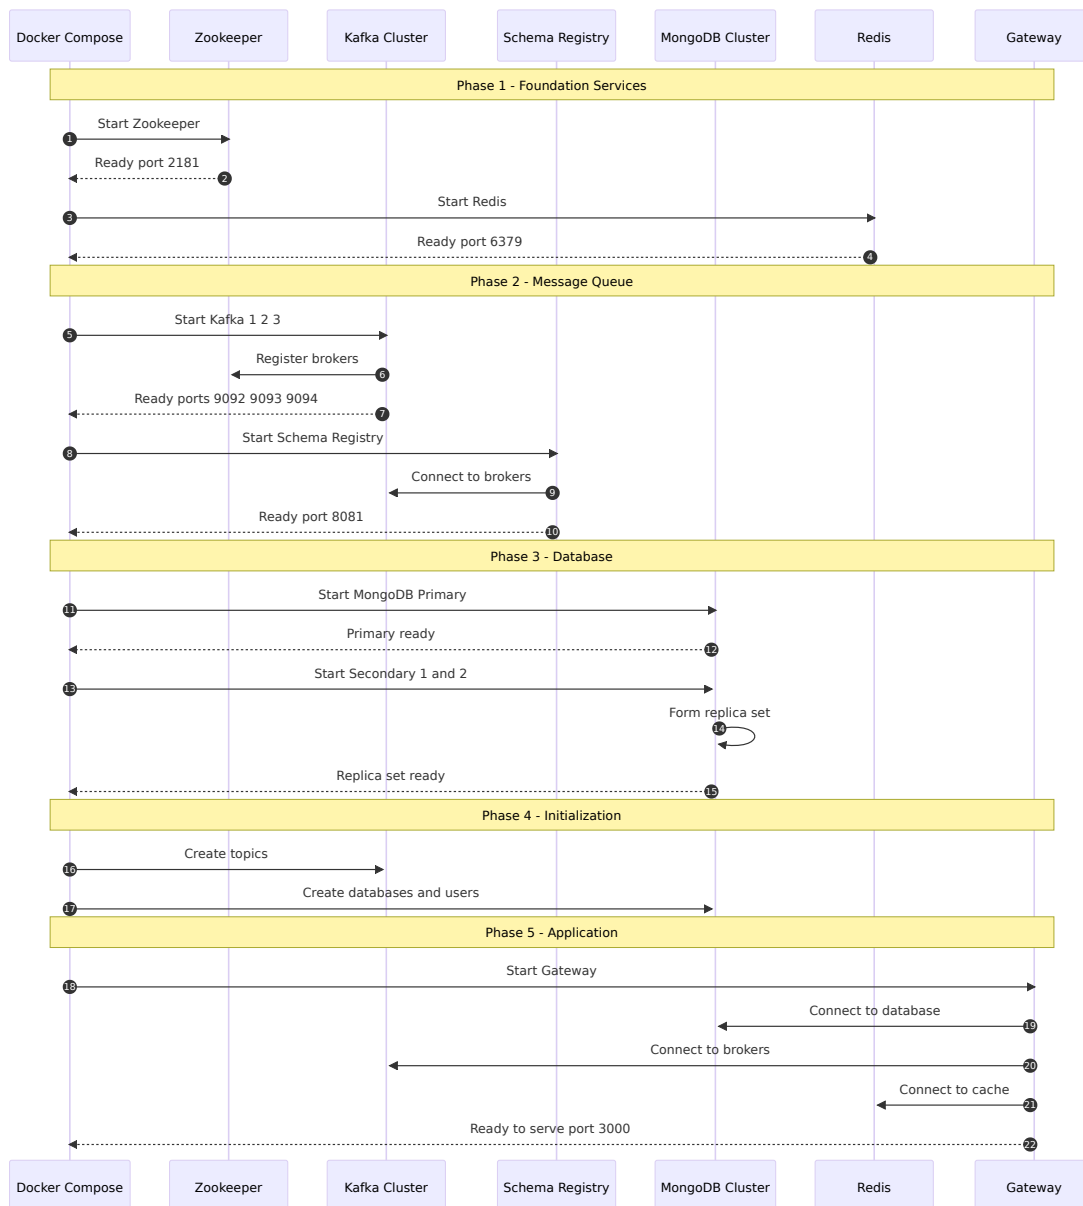 Docker Compose
Zookeeper
Kafka Cluster
Schema Registry
MongoDB Cluster
Redis
Gateway
Phase 1 - Foundation Services
Start Zookeeper
1
Ready port 2181
2
Start Redis
3
Ready port 6379
4
Phase 2 - Message Queue
Start Kafka 1 2 3
5
Register brokers
6
Ready ports 9092 9093 9094
7
Start Schema Registry
8
Connect to brokers
9
Ready port 8081
10
Phase 3 - Database
Start MongoDB Primary
11
Primary ready
12
Start Secondary 1 and 2
13
Form replica set
14
Replica set ready
15
Phase 4 - Initialization
Create topics
16
Create databases and users
17
Phase 5 - Application
Start Gateway
18
Connect to database
19
Connect to brokers
20
Connect to cache
21
Ready to serve port 3000
22
Docker Compose
Zookeeper
Kafka Cluster
Schema Registry
MongoDB Cluster
Redis
Gateway